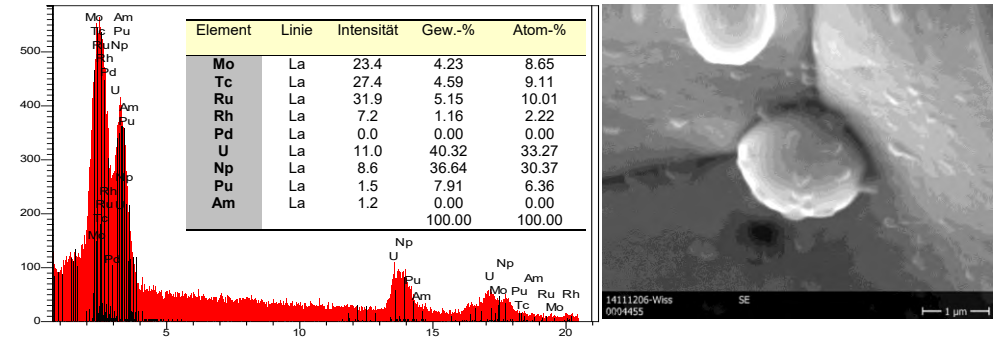 Mo Am
Tc Pu
Ru Np
Rh
Pd
U
Am
Pu
Np
Rh
Ru U
Tc
Mo
Pd
500
400
300
200
100
0
Element Linie Intensität Gew.-% Atom-%
Mo La 23.4 4.23 8.65
Tc La 27.4 4.59 9.11
Ru La 31.9 5.15 10.01
Rh La 7.2 1.16 2.22
Pd La 0.0 0.00 0.00
U La 11.0 40.32 33.27
Np La 8.6 36.64 30.37
Pu La 1.5 7.91 6.36
Am La 1.2 0.00 0.00
100.00 100.00
Np
U
Pu
Am
Np
U Am
Mo Pu Ru Rh
Tc Mo
5 10 15 20
14111206-Wiss SE
0004455 1 µm